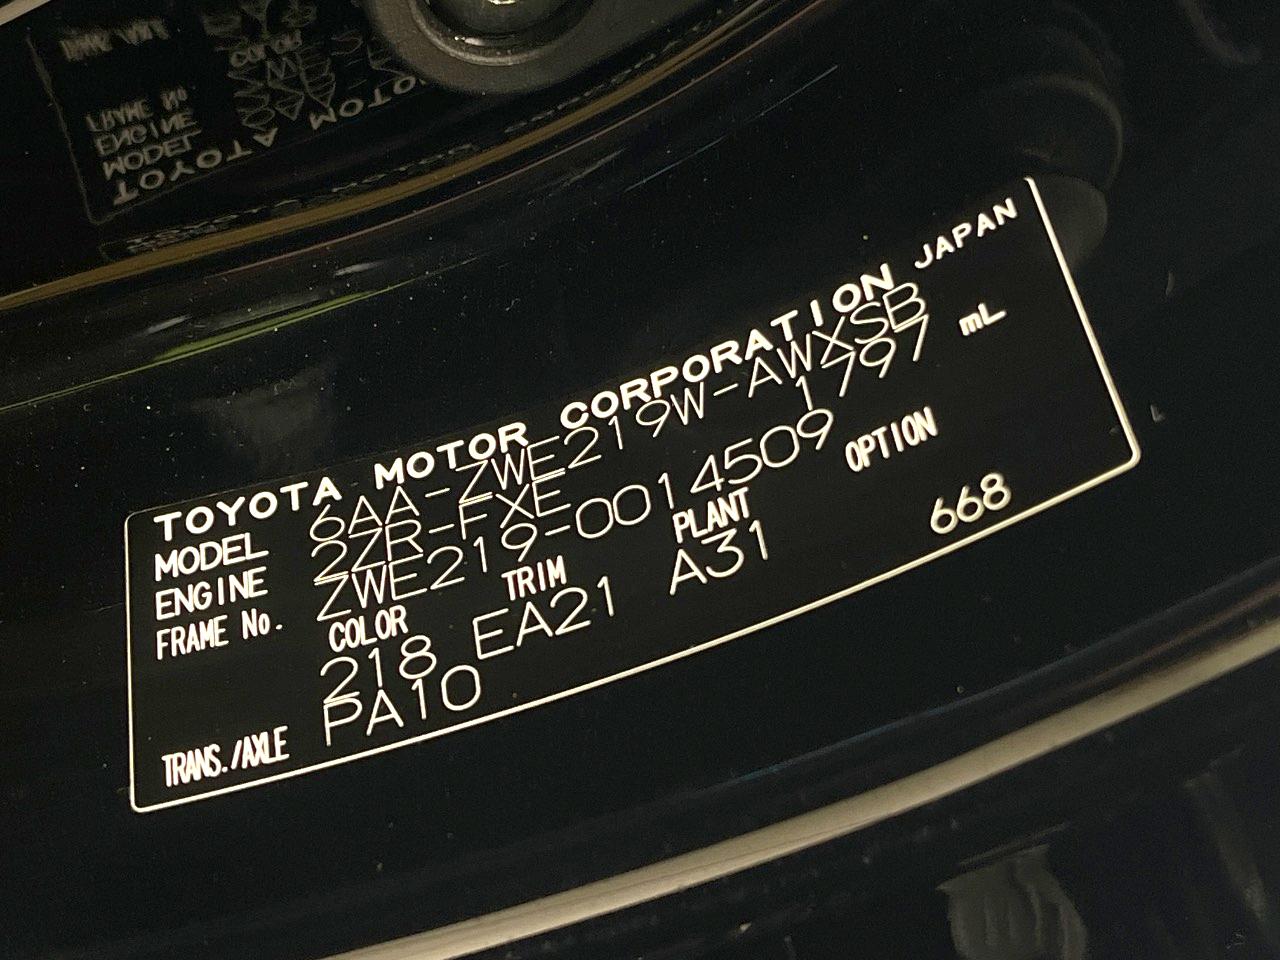 TOYOTA MOTOR CORPORATION JAPAN
MODEL 6AA-ZWE219W-AWXSB
ENGINE 2ZR-FXE 1797 mL
FRAME No. ZWE219-0014509
COLOR TRIM PLANT OPTION
218 EA21 A31 668
TRANS./AXLE PA10